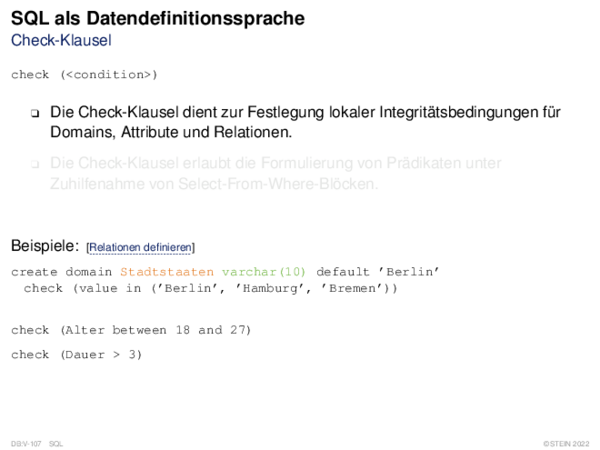 SQL als Datendefinitionssprache
Check-Klausel
check (<condition>)
❑ Die Check-Klausel dient zur Festlegung lokaler Integritätsbedingungen für
Domains, Attribute und Relationen.
❑ Die Check-Klausel erlaubt die Formulierung von Prädikaten unter
Zuhilfenahme von Select-From-Where-Blöcken.
Beispiele: [Relationen definieren]
create domain Stadtstaaten varchar(10) default ’Berlin’
check (value in (’Berlin’, ’Hamburg’, ’Bremen’))
check (Alter between 18 and 27)
check (Dauer > 3)
DB:V-107 SQL ©STEIN 2022